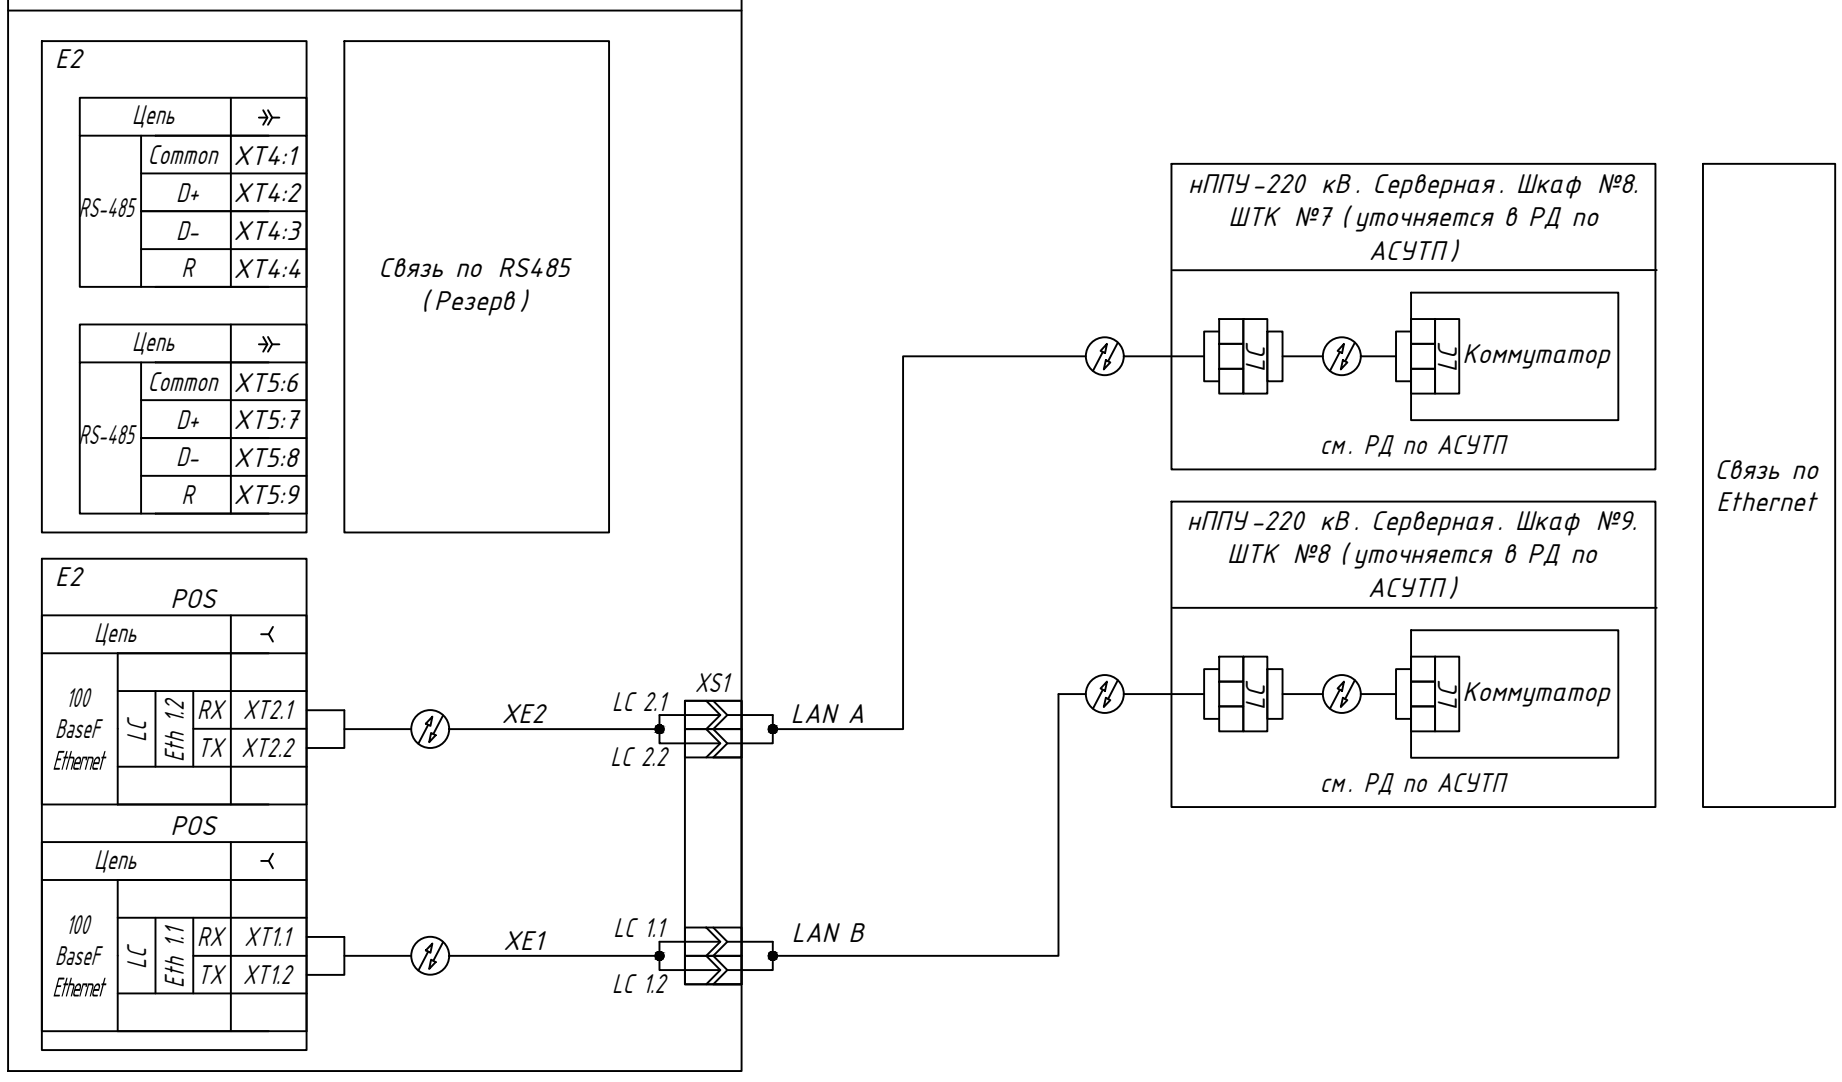 E2
Цепь
RS-485
Common XT4:1
D+ XT4:2
D- XT4:3
R XT4:4
Цепь
RS-485
Common XT5:6
D+ XT5:7
D- XT5:8
R XT5:9
Связь по RS485
(Резерв)
E2
POS
Цепь
100
BaseF
Ethernet
LC
Eth 1.2
RX XT2.1
TX XT2.2
XE2
LC 2.1
LC 2.2
XS1
LAN A
POS
Цепь
100
BaseF
Ethernet
LC
Eth 1.1
RX XT1.1
TX XT1.2
XE1
LC 1.1
LC 1.2
LAN B
нППУ-220 кВ. Серверная. Шкаф №8.
ШТК №7 (уточняется в РД по
АСУТП)
LC
LC
Коммутатор
см. РД по АСУТП
нППУ-220 кВ. Серверная. Шкаф №9.
ШТК №8 (уточняется в РД по
АСУТП)
LC
LC
Коммутатор
см. РД по АСУТП
Связь по
Ethernet